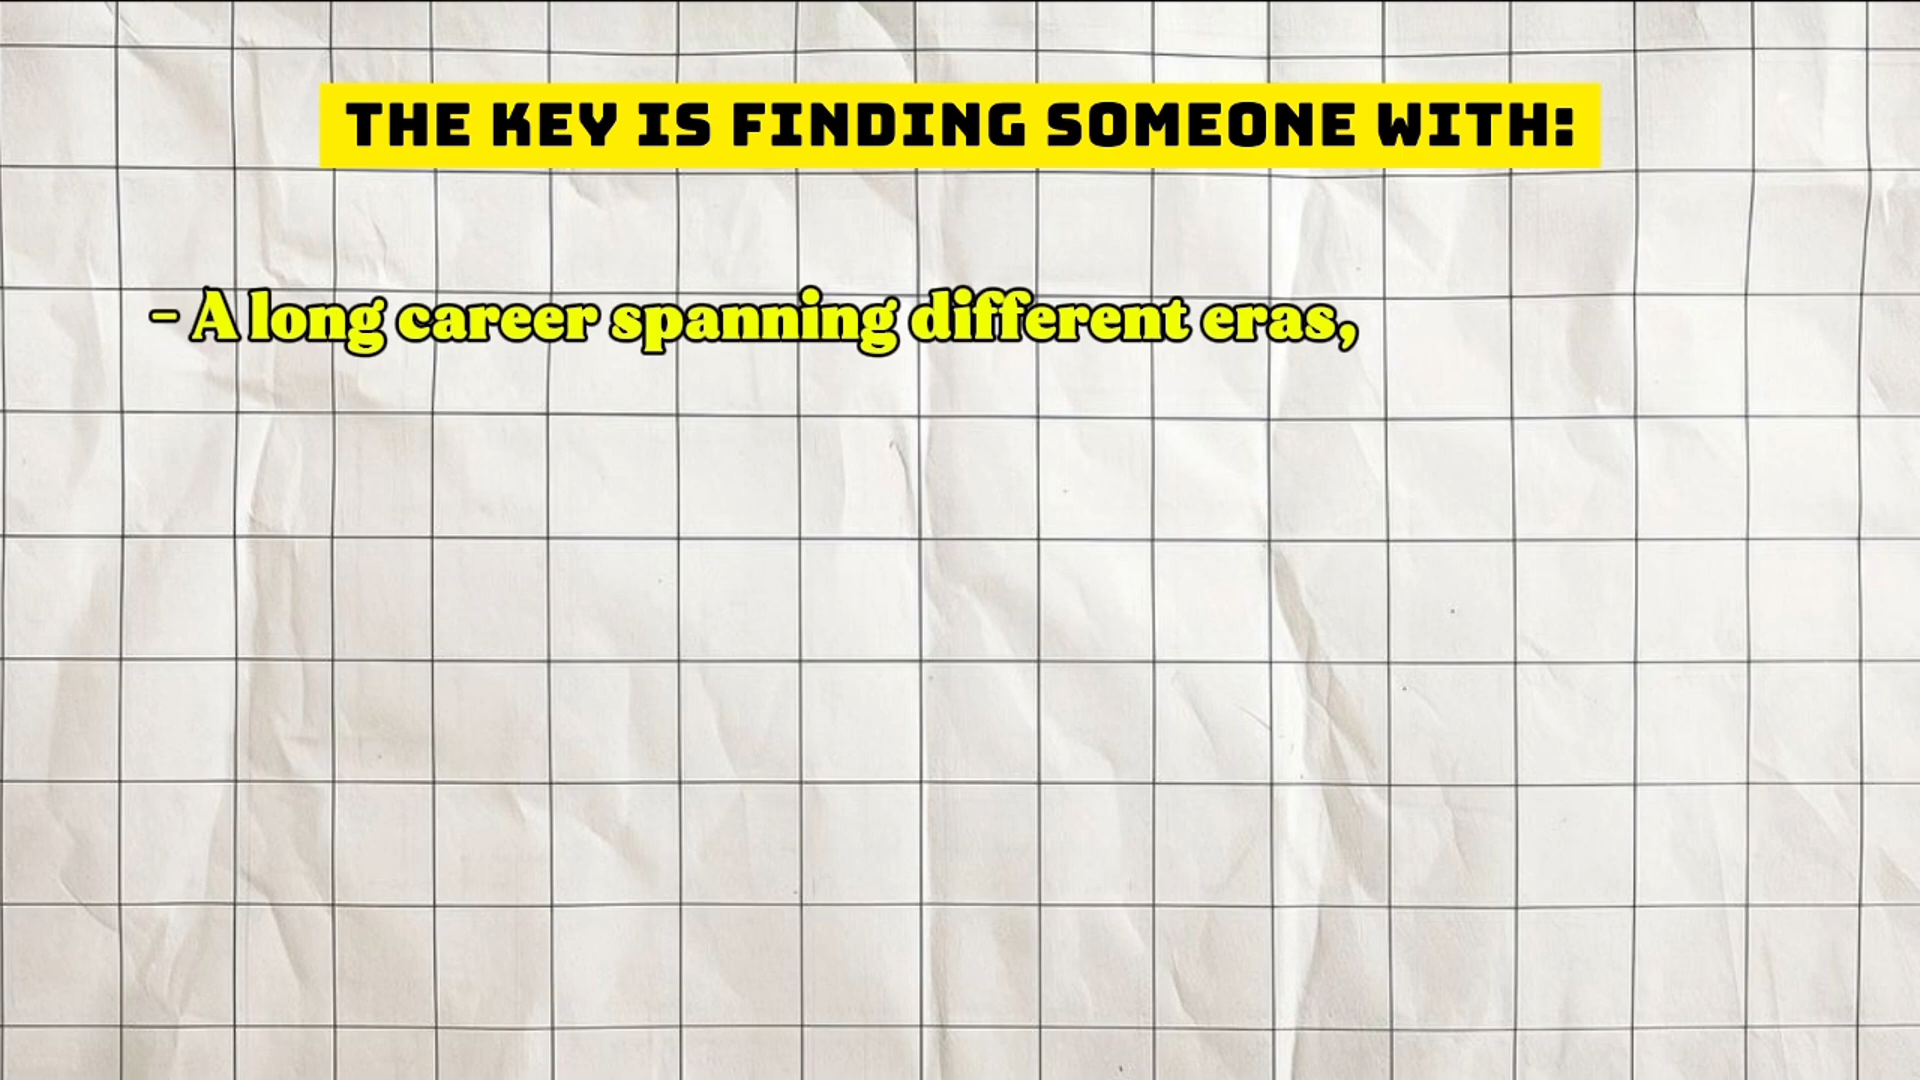 THE KEY IS FINDING SOMEONE WITH:
- A long career spanning different eras,